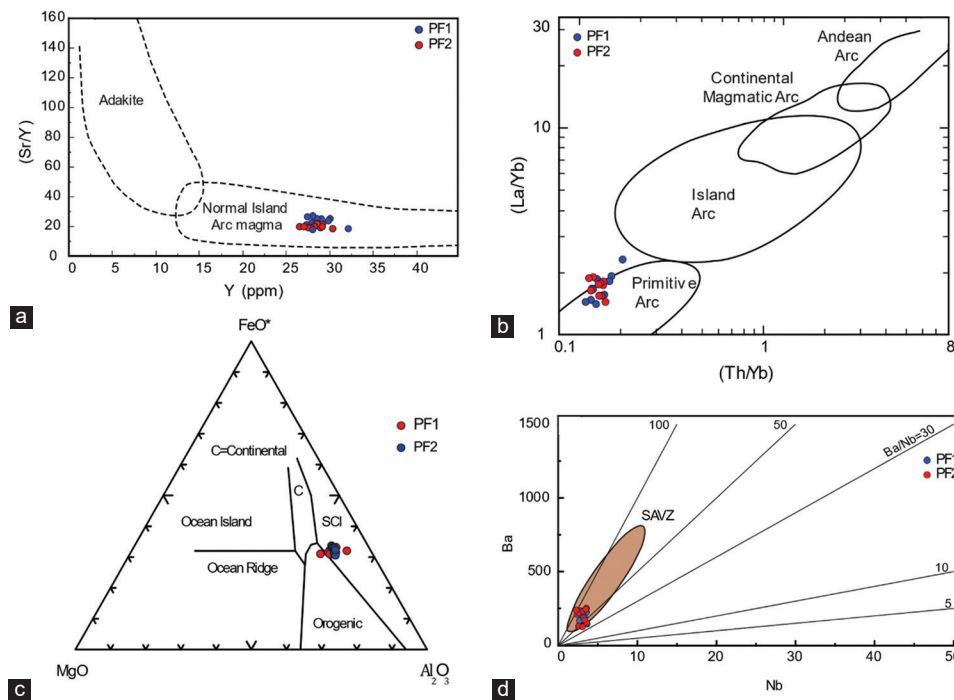 160
140
120
100
80
60
40
20
0
(Sr/Y)
0
5
10
15
20
25
30
35
40
Y (ppm)
Adakite
Normal Island
Arc magma
PF1
PF2
a
30
10
1
(La/Yb)
0.1
1
8
(Th/Yb)
PF1
PF2
Andean
Arc
Continental
Magmatic Arc
Island
Arc
Primitive
Arc
b
FeO*
PF1
PF2
C=Continental
C
SCI
Ocean Island
Ocean Ridge
Orogenic
MgO
Al2O3
c
1500
1000
500
0
Ba
0
10
20
30
40
50
Nb
100
50
Ba/Nb=30
10
5
PF1
PF2
SAVZ
d